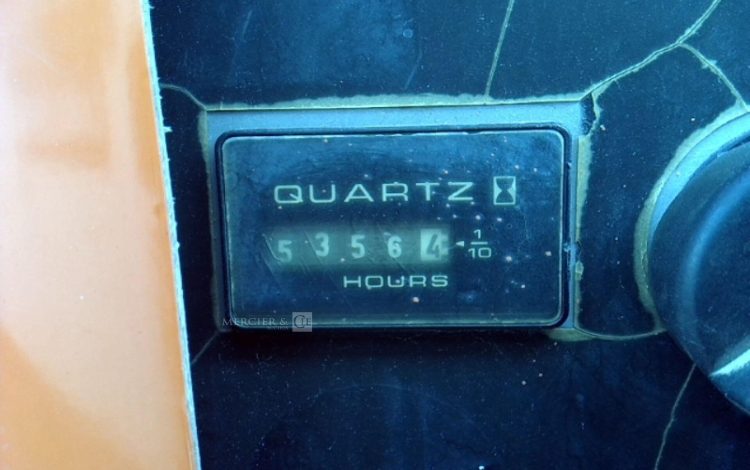 QUARTZ
5 3 5 6 4 1/10
HOURS
MERCIER & CIE